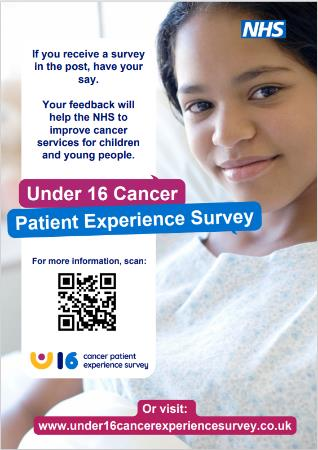 NHS
If you receive a survey
in the post, have your
say.
Your feedback will
help the NHS to
improve cancer
services for children
and young people.
Under 16 Cancer
Patient Experience Survey
For more information, scan:
U16 cancer patient
experience survey
Or visit:
www.under16cancerexperiencesurvey.co.uk